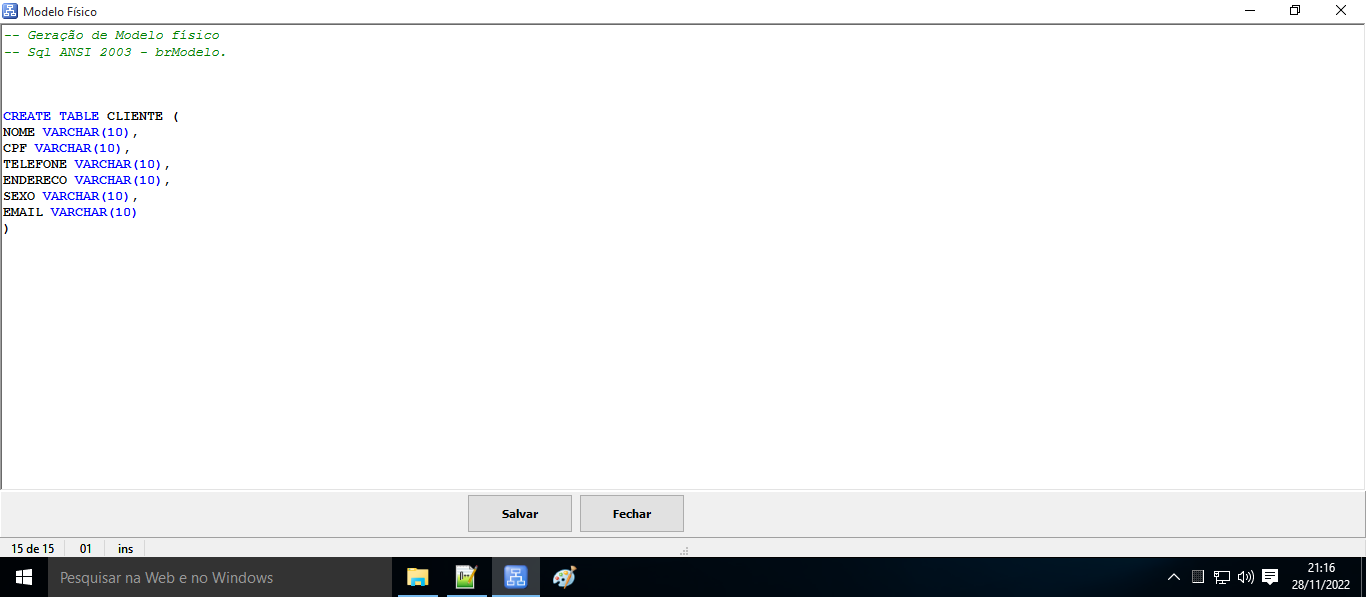 Modelo Físico
-- Geração de Modelo físico
-- Sql ANSI 2003 - brModelo.
CREATE TABLE CLIENTE (
NOME VARCHAR(10),
CPF VARCHAR(10),
TELEFONE VARCHAR(10),
ENDERECO VARCHAR(10),
SEXO VARCHAR(10),
EMAIL VARCHAR(10)
)
Salvar Fechar
15 de 15 01 ins
Pesquisar na Web e no Windows
21:16
28/11/2022